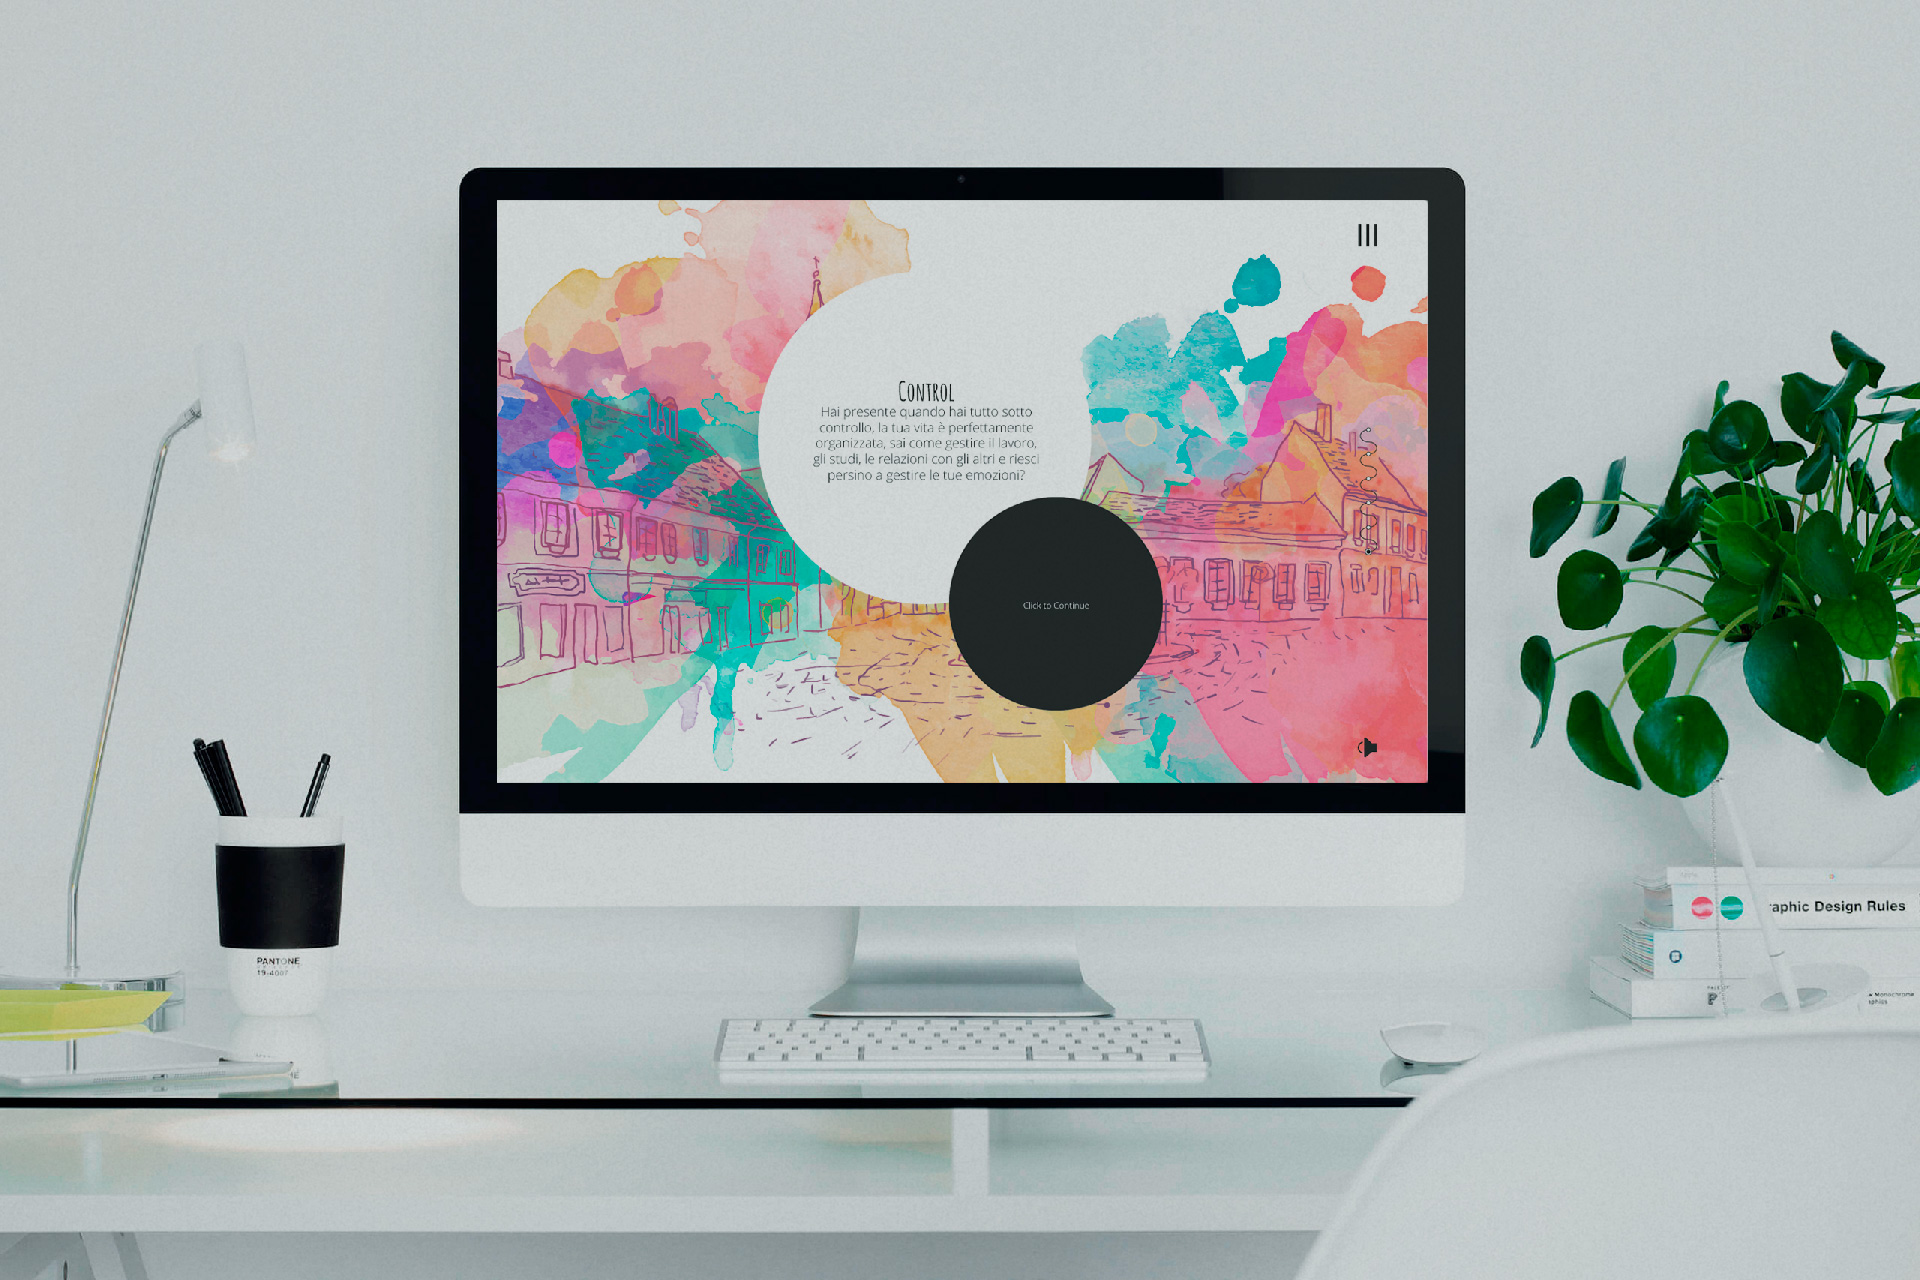 Control
Hai presente quando hai tutto sotto
controllo, la tua vita è perfettamente
organizzata, sai come gestire il lavoro,
gli studi, le relazioni con gli altri e riesci
persino a gestire le tue emozioni?
Click to Continue
PANTONE
19-4007
raphic Design Rules
Monochrome